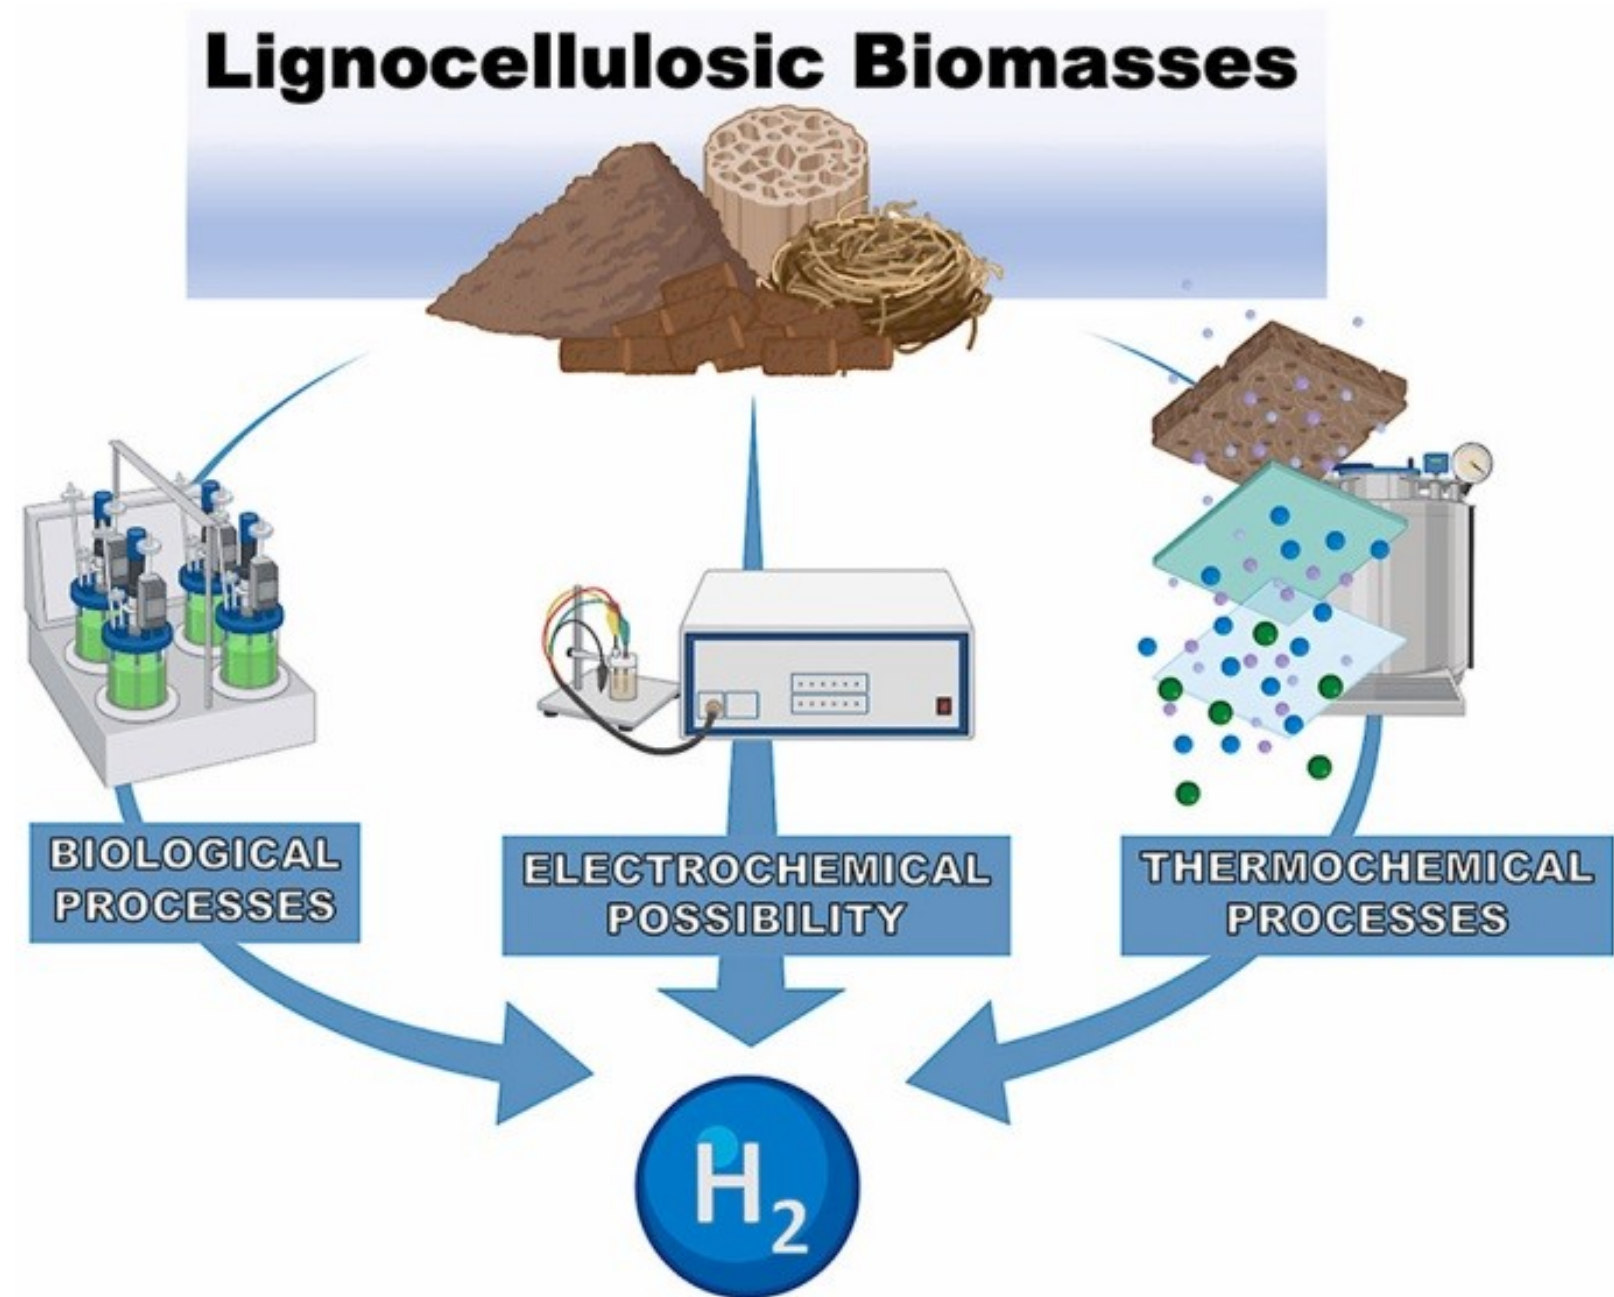 Lignocellulosic Biomasses
BIOLOGICAL
PROCESSES
ELECTROCHEMICAL
POSSIBILITY
THERMOCHEMICAL
PROCESSES
H2